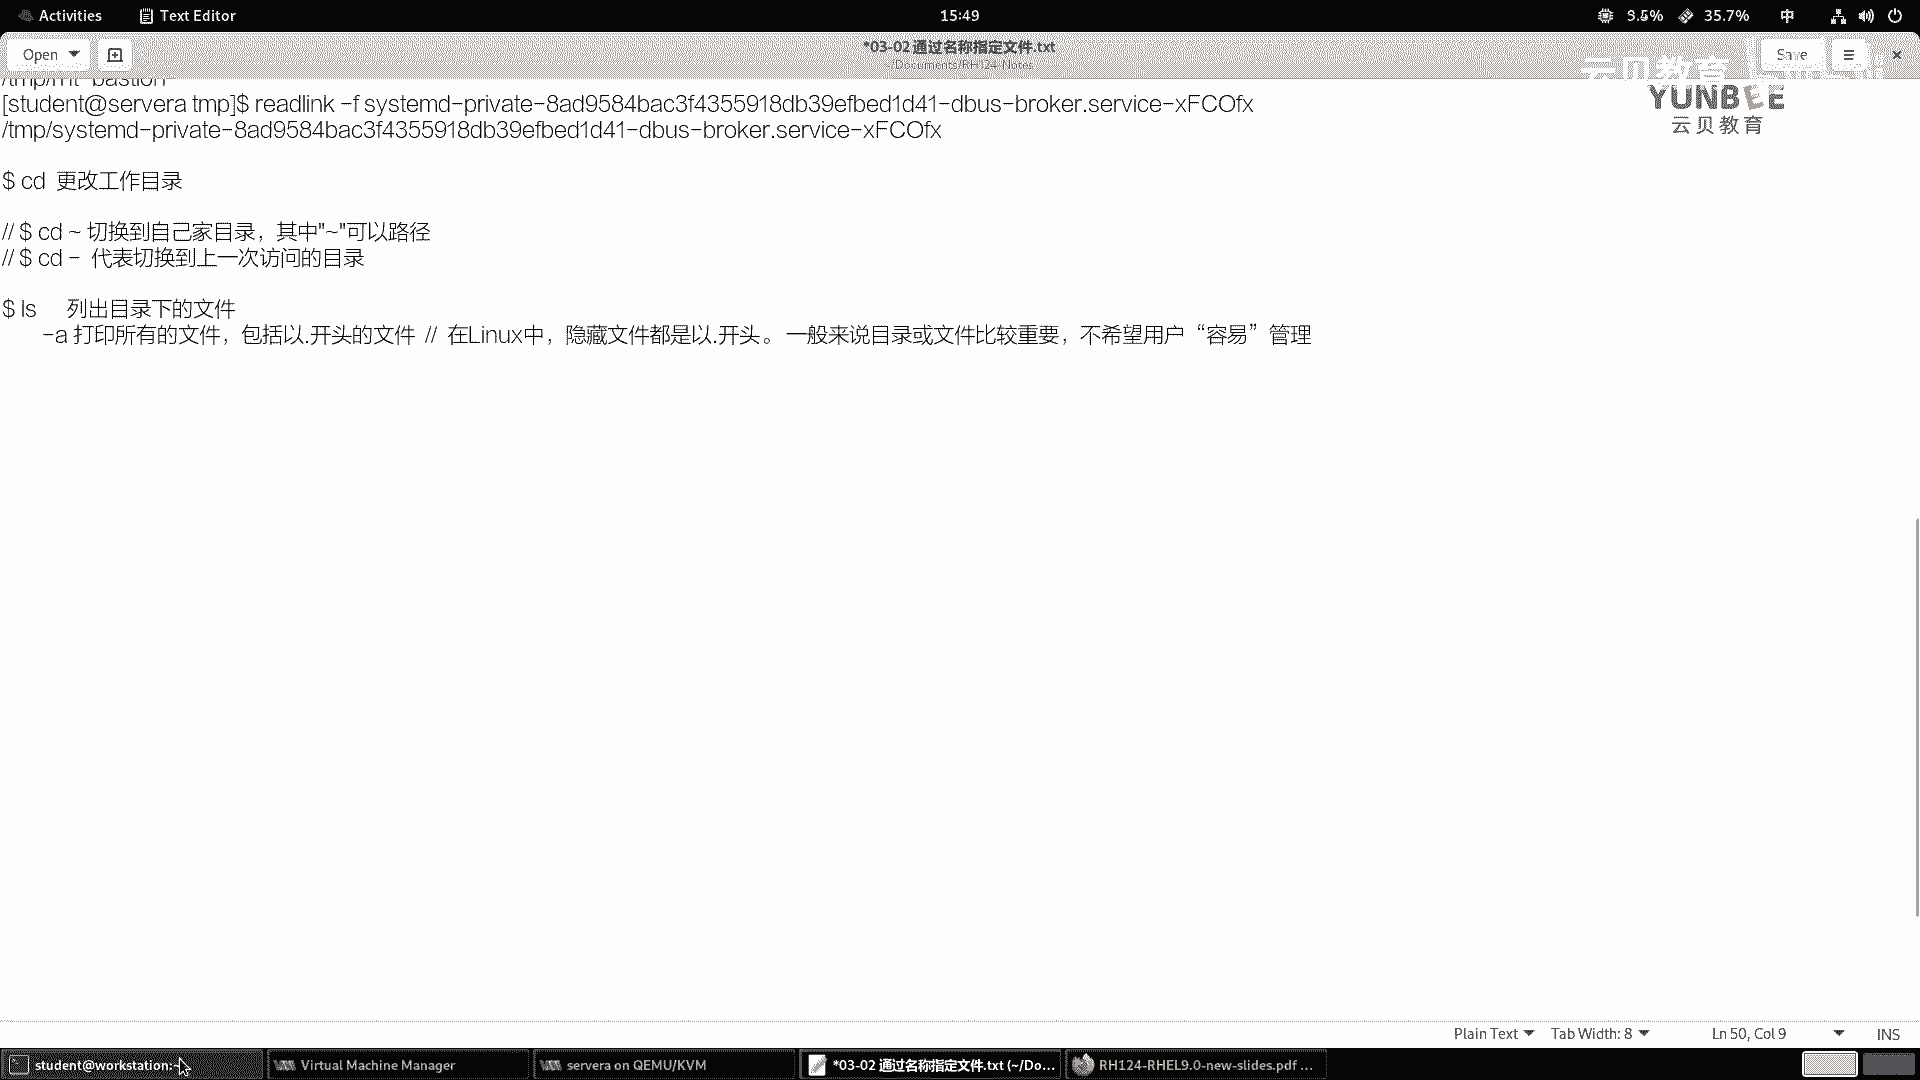 Activities
Text Editor
15:49
3.5%
35.7%
中
Open
*03-02 通过名称指定文件.txt
~/Documents/RH124-Notes
Save
云贝教育
YUNBEE
云贝教育
/tmp/mt-bastion
[student@servera tmp]$ readlink -f systemd-private-8ad9584bac3f4355918db39efbed1d41-dbus-broker.service-xFCOfx
/tmp/systemd-private-8ad9584bac3f4355918db39efbed1d41-dbus-broker.service-xFCOfx
$ cd 更改工作目录
// $ cd ~ 切换到自己家目录，其中"~"可以路径
// $ cd - 代表切换到上一次访问的目录
$ ls 列出目录下的文件
-a 打印所有的文件，包括以.开头的文件 // 在Linux中，隐藏文件都是以.开头。一般来说目录或文件比较重要，不希望用户“容易”管理
Plain Text
Tab Width: 8
Ln 50, Col 9
INS
student@workstation:~
Virtual Machine Manager
servera on QEMU/KVM
*03-02 通过名称指定文件.txt (~/Do...
RH124-RHEL9.0-new-slides.pdf ...